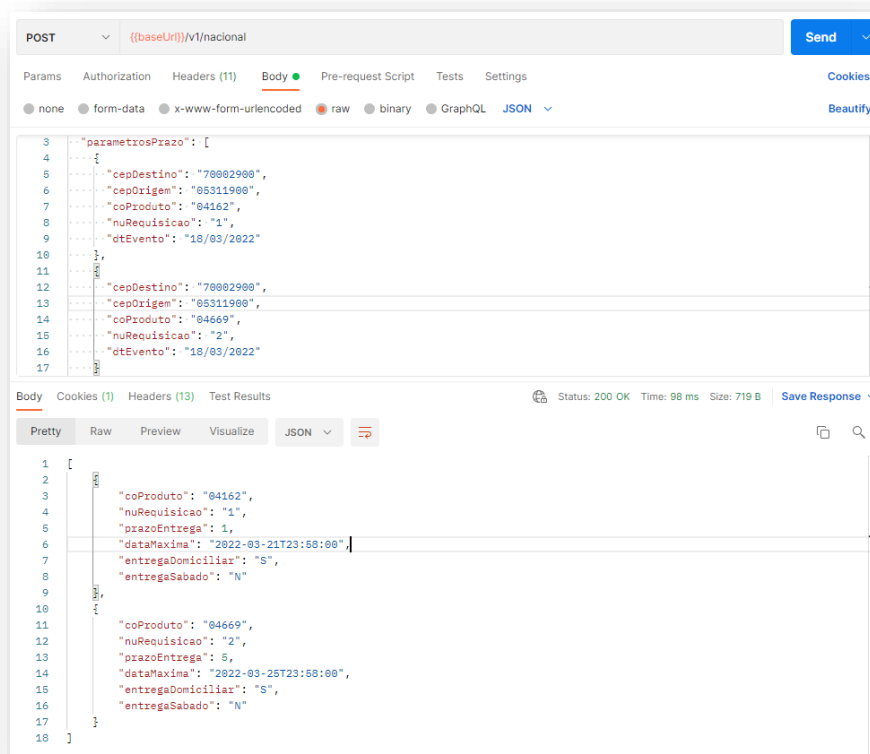 POST {{baseUrl}}/v1/nacional Send
Params Authorization Headers (11) Body Pre-request Script Tests Settings Cookies
none form-data x-www-form-urlencoded raw binary GraphQL JSON Beautify
3 "parametrosPrazo": [
4 {
5 "cepDestino": "70002900",
6 "cepOrigem": "05311900",
7 "coProduto": "04162",
8 "nuRequisicao": "1",
9 "dtEvento": "18/03/2022"
10 },
11 {
12 "cepDestino": "70002900",
13 "cepOrigem": "05311900",
14 "coProduto": "04669",
15 "nuRequisicao": "2",
16 "dtEvento": "18/03/2022"
17 }
Body Cookies (1) Headers (13) Test Results Status: 200 OK Time: 98 ms Size: 719 B Save Response
Pretty Raw Preview Visualize JSON
1 [
2 {
3 "coProduto": "04162",
4 "nuRequisicao": "1",
5 "prazoEntrega": 1,
6 "dataMaxima": "2022-03-21T23:58:00",
7 "entregaDomiciliar": "S",
8 "entregaSabado": "N"
9 },
10 {
11 "coProduto": "04669",
12 "nuRequisicao": "2",
13 "prazoEntrega": 5,
14 "dataMaxima": "2022-03-25T23:58:00",
15 "entregaDomiciliar": "S",
16 "entregaSabado": "N"
17 }
18 ]